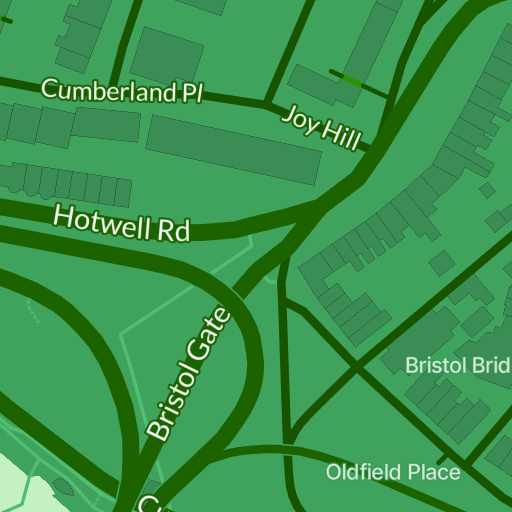 Cumberland Pl
Joy Hill
Hotwell Rd
Bristol Gate
Bristol Brid
Oldfield Place
C